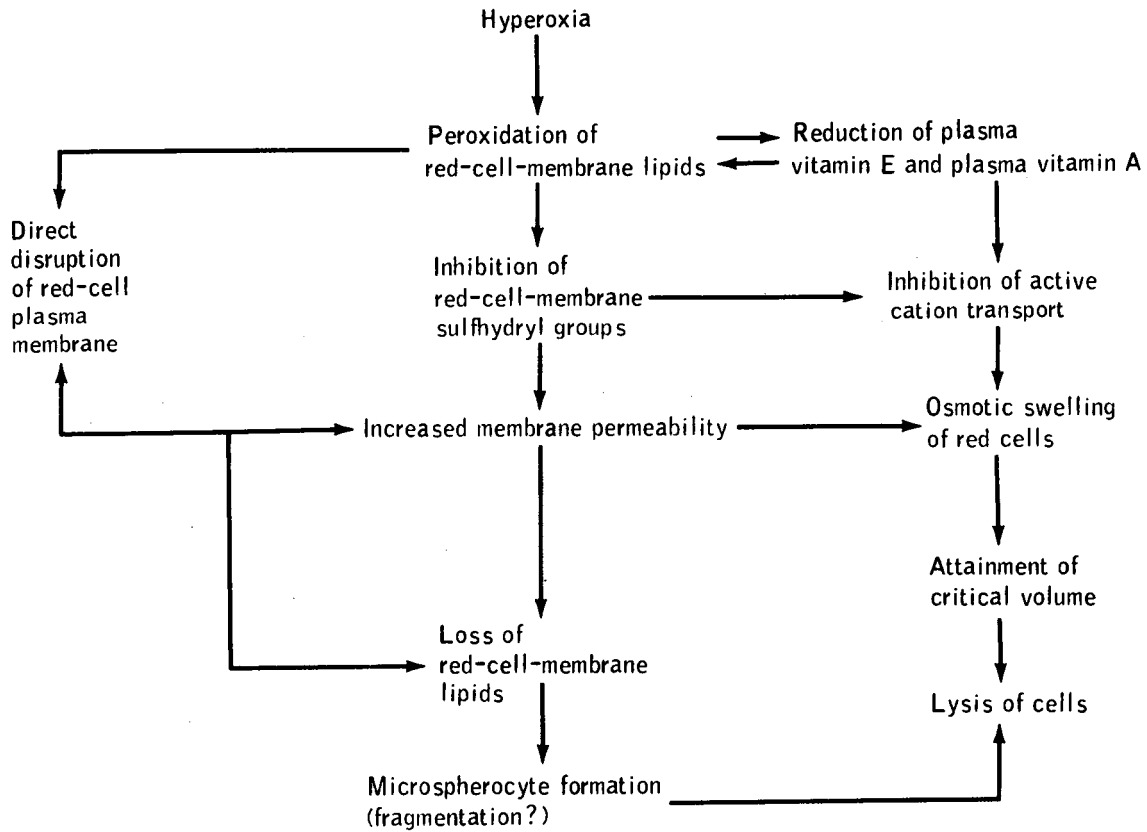 Hyperoxia
Peroxidation of
red-cell-membrane lipids
Reduction of plasma
vitamin E and plasma vitamin A
Direct
disruption
of red-cell
plasma
membrane
Inhibition of
red-cell-membrane
sulfhydryl groups
Inhibition of active
cation transport
Increased membrane permeability
Osmotic swelling
of red cells
Attainment of
critical volume
Loss of
red-cell-membrane
lipids
Lysis of cells
Microspherocyte formation
(fragmentation?)